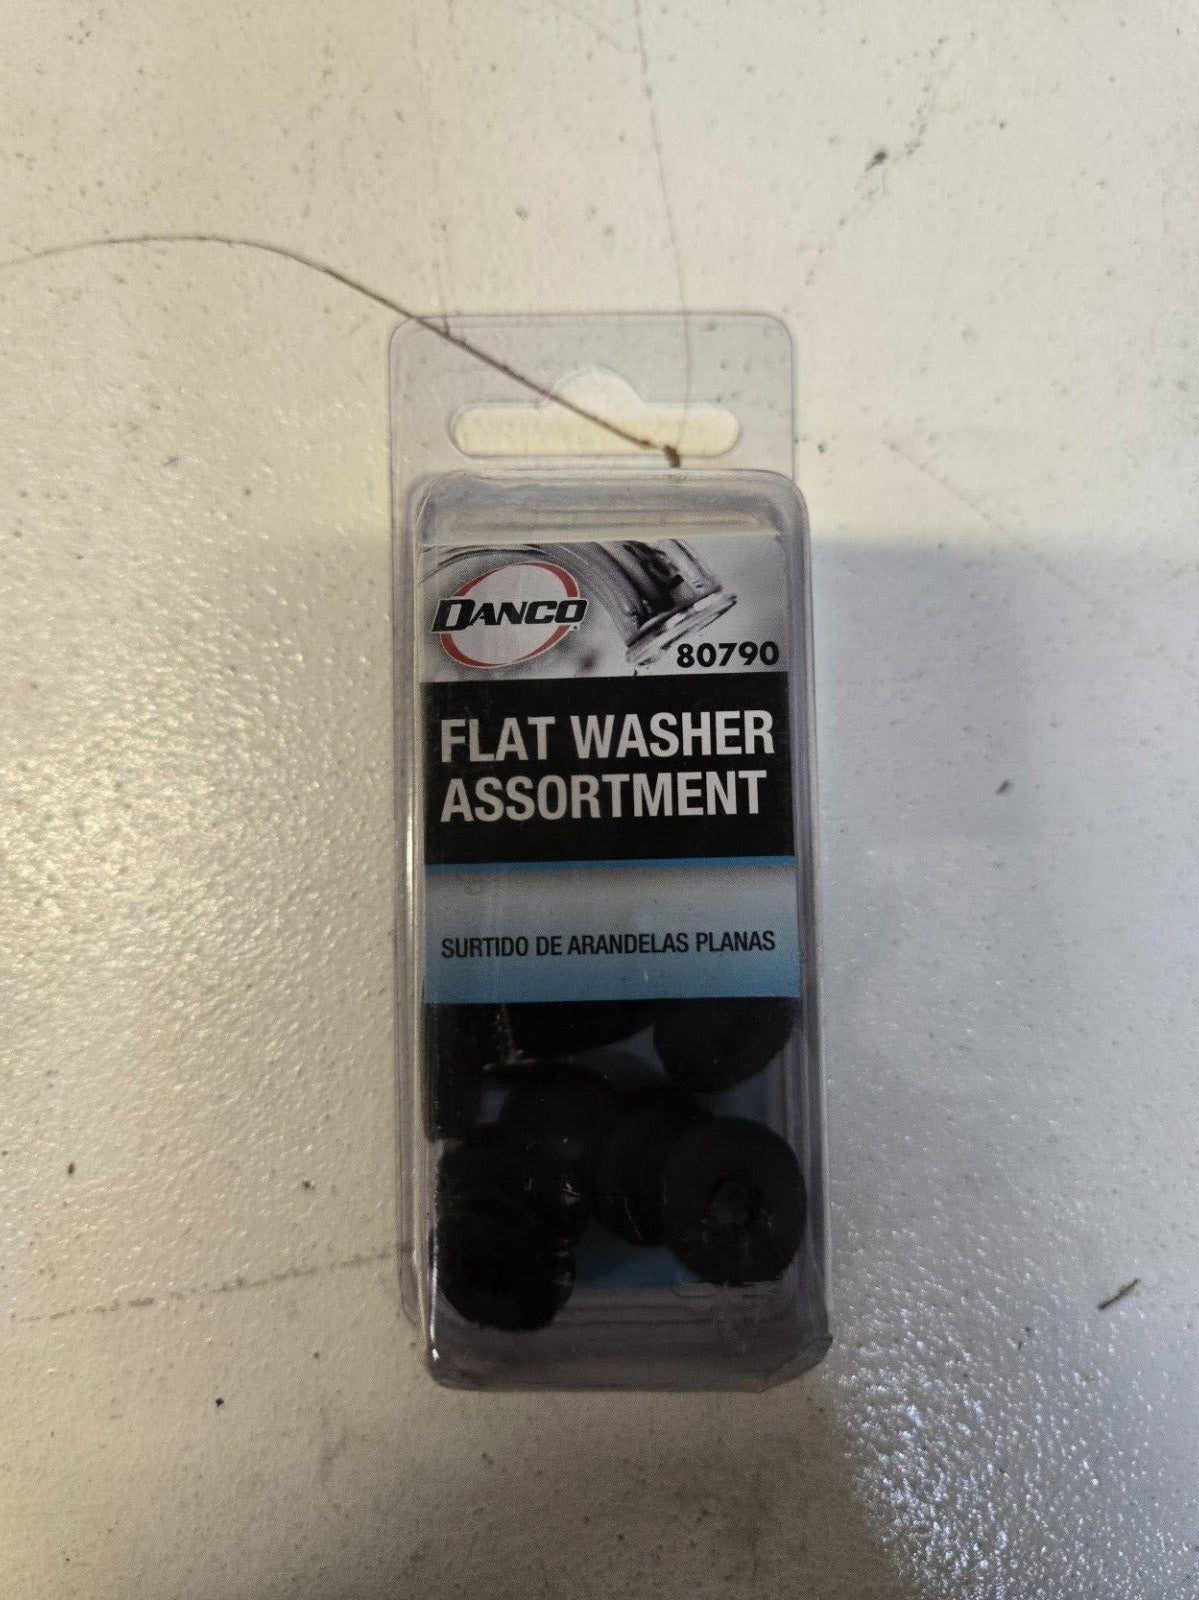 DANCO
80790
FLAT WASHER
ASSORTMENT
SURTIDO DE ARANDELAS PLANAS